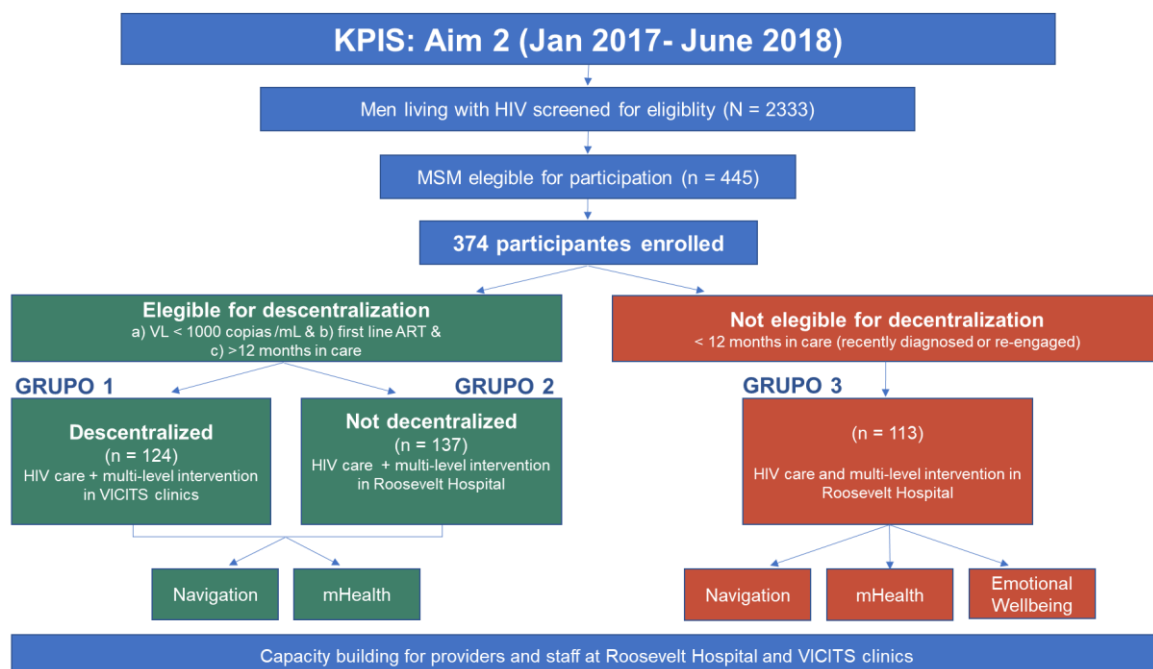 KPIS: Aim 2 (Jan 2017- June 2018)
Men living with HIV screened for eligiblity (N = 2333)
MSM elegible for participation (n = 445)
374 participantes enrolled
Elegible for descentralization
a) VL < 1000 copias /mL & b) first line ART &
c) >12 months in care
Not elegible for decentralization
< 12 months in care (recently diagnosed or re-engaged)
GRUPO 1
GRUPO 2
GRUPO 3
Descentralized
(n = 124)
HIV care + multi-level intervention
in VICITS clinics
Not decentralized
(n = 137)
HIV care + multi-level intervention
in Roosevelt Hospital
(n = 113)
HIV care and multi-level intervention in
Roosevelt Hospital
Navigation
mHealth
Navigation
mHealth
Emotional
Wellbeing
Capacity building for providers and staff at Roosevelt Hospital and VICITS clinics